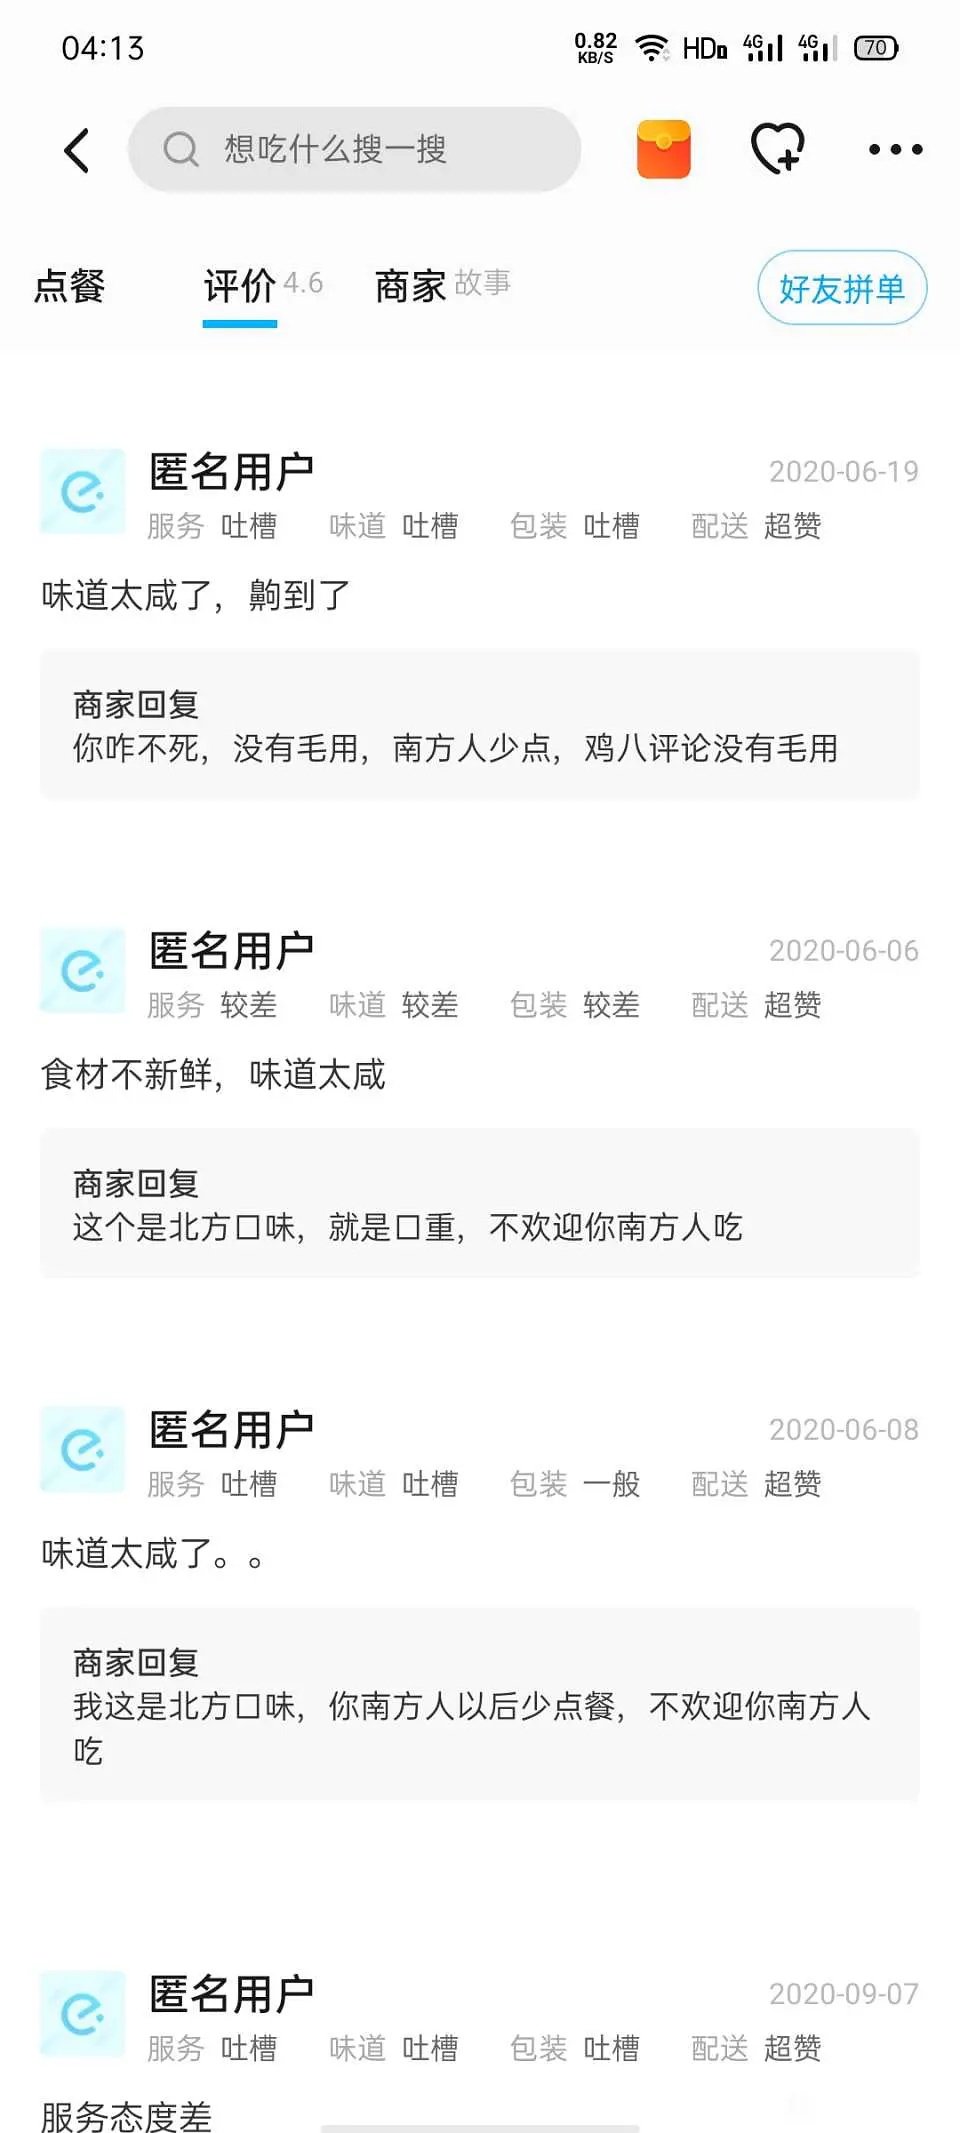 04:13
0.82 KB/S HD 4G 4G 70
想吃什么搜一搜
点餐 评价 4.6 商家 故事 好友拼单
匿名用户 2020-06-19
服务 吐槽 味道 吐槽 包装 吐槽 配送 超赞
味道太咸了，齁到了
商家回复
你咋不死，没有毛用，南方人少点，鸡八评论没有毛用
匿名用户 2020-06-06
服务 较差 味道 较差 包装 较差 配送 超赞
食材不新鲜，味道太咸
商家回复
这个是北方口味，就是口重，不欢迎你南方人吃
匿名用户 2020-06-08
服务 吐槽 味道 吐槽 包装 一般 配送 超赞
味道太咸了。。
商家回复
我这是北方口味，你南方人以后少点餐，不欢迎你南方人
吃
匿名用户 2020-09-07
服务 吐槽 味道 吐槽 包装 吐槽 配送 超赞
服务态度差